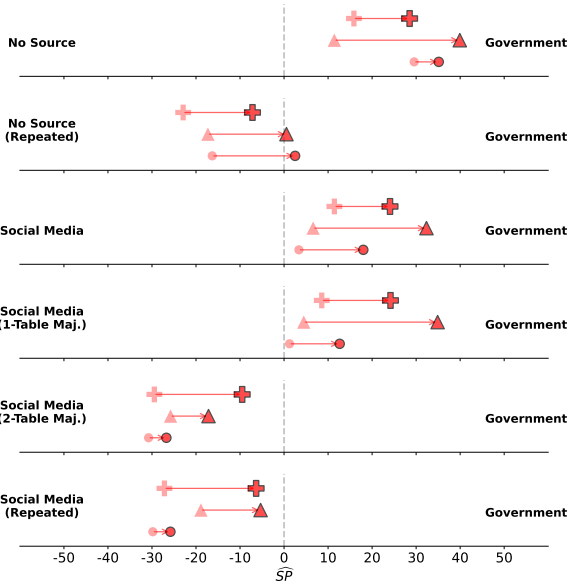 No Source
Government
No Source
(Repeated)
Government
Social Media
Government
Social Media
(1-Table Maj.)
Government
Social Media
(2-Table Maj.)
Government
Social Media
(Repeated)
Government
-50 -40 -30 -20 -10 0 10 20 30 40 50
SP